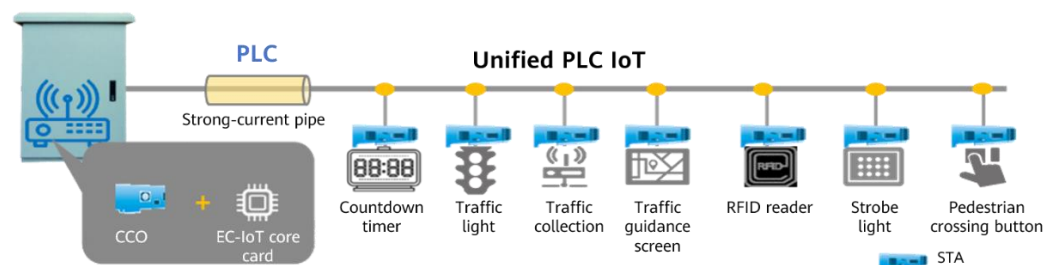 PLC
Unified PLC IoT
Strong-current pipe
88:88
RFID
Countdown
timer
Traffic
light
Traffic
collection
Traffic
guidance
screen
RFID reader
Strobe
light
Pedestrian
crossing button
CCO
+
EC-IoT core
card
STA